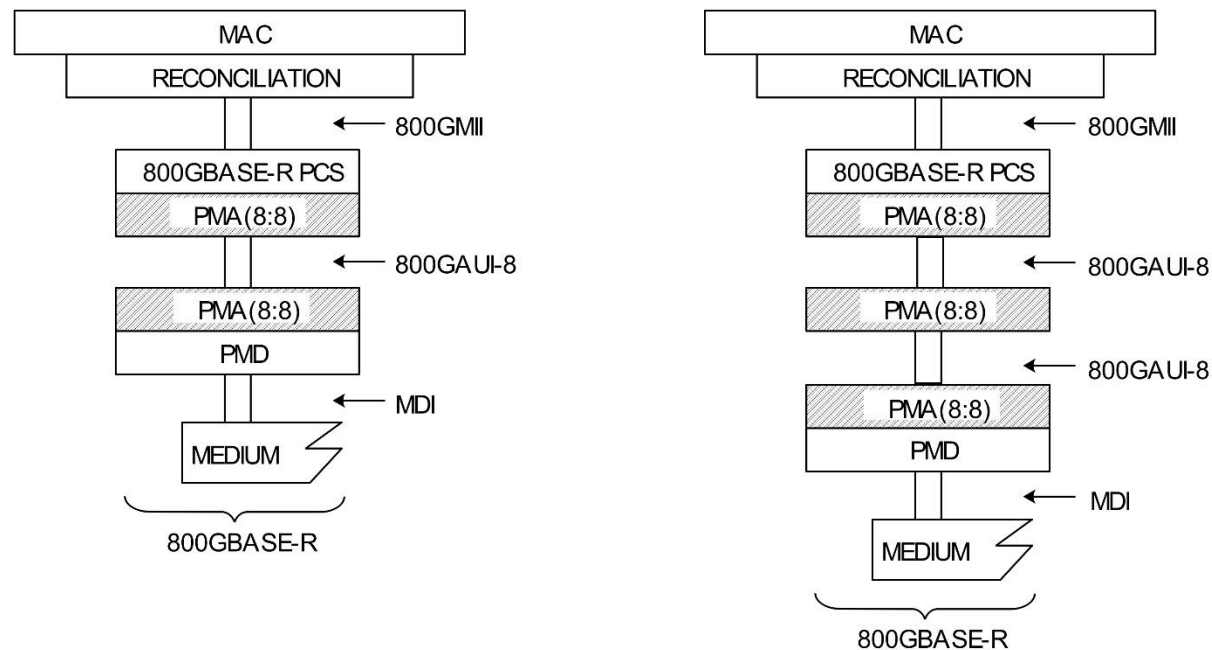 MAC
RECONCILIATION
800GMII
800GBASE-R PCS
PMA (8:8)
800GAUI-8
PMA (8:8)
PMD
MDI
MEDIUM
800GBASE-R
MAC
RECONCILIATION
800GMII
800GBASE-R PCS
PMA (8:8)
800GAUI-8
PMA (8:8)
800GAUI-8
PMA (8:8)
PMD
MDI
MEDIUM
800GBASE-R